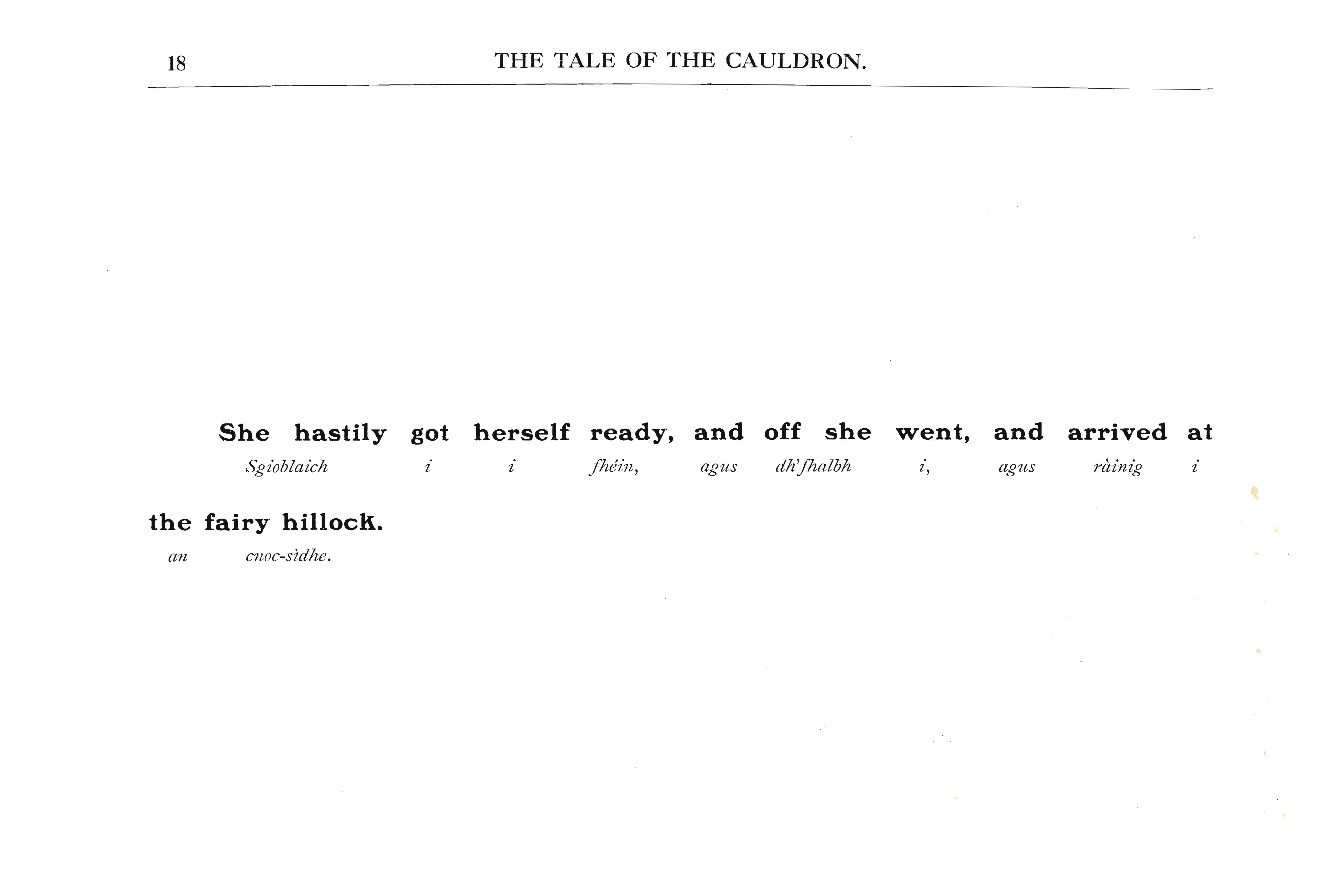 18 THE TALE OF THE CAULDRON.
She hastily got herself ready, and off she went, and arrived at
Sgioblaich i i fhéin, agus dh'fhalbh i, agus ràinig i
the fairy hillock.
an cnoc-sìdhe.